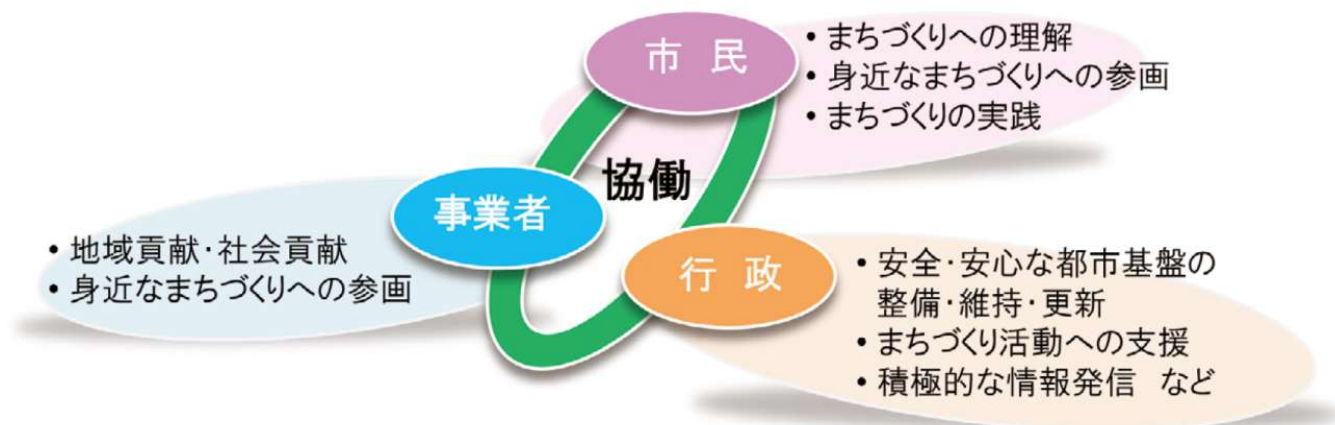 市 民
• まちづくりへの理解
• 身近なまちづくりへの参画
• まちづくりの実践
協働
事業者
• 地域貢献･社会貢献
• 身近なまちづくりへの参画
行 政
• 安全･安心な都市基盤の
整備･維持･更新
• まちづくり活動への支援
• 積極的な情報発信 など